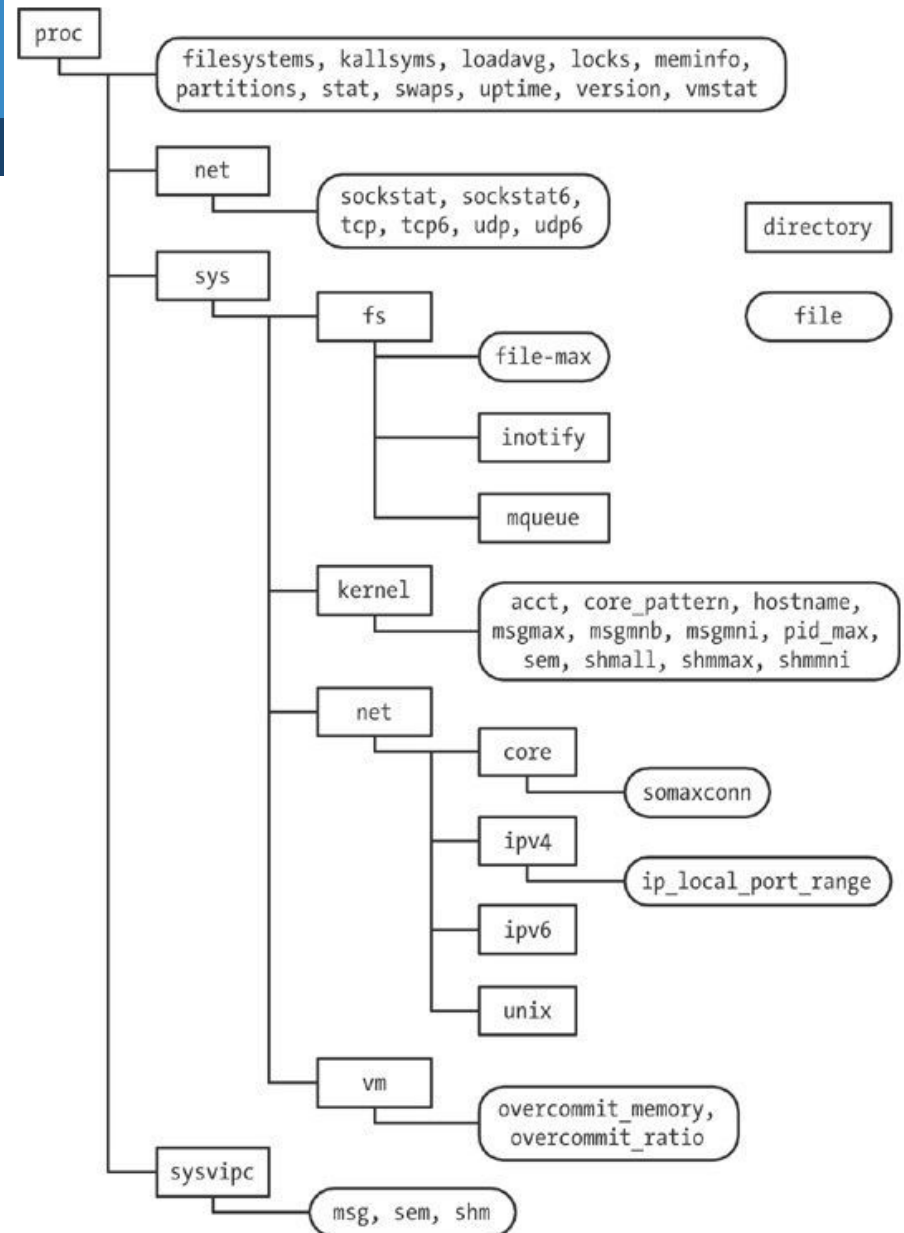 proc
filesystems, kallsyms, loadavg, locks, meminfo,
partitions, stat, swaps, uptime, version, vmstat
net
sockstat, sockstat6,
tcp, tcp6, udp, udp6
directory
file
sys
fs
file-max
inotify
mqueue
kernel
acct, core_pattern, hostname,
msgmax, msgmnb, msgmni, pid_max,
sem, shmall, shmmax, shmmni
net
core
somaxconn
ipv4
ip_local_port_range
ipv6
unix
vm
overcommit_memory,
overcommit_ratio
sysvipc
msg, sem, shm